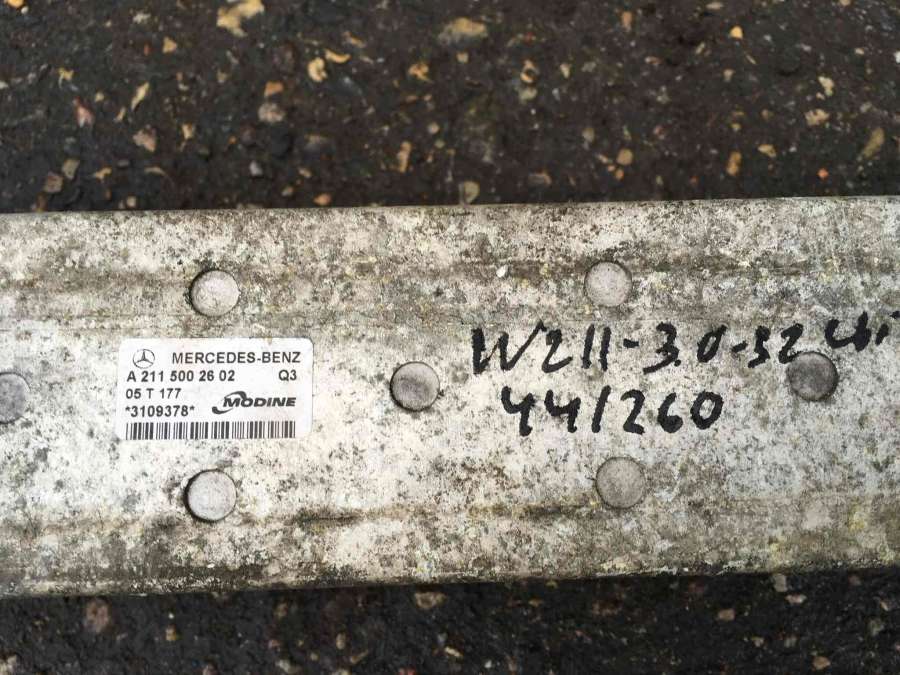 MERCEDES-BENZ
A 211 500 26 02 Q3
05 T 177
*3109378* MODINE
W211-3.0-32
44/260